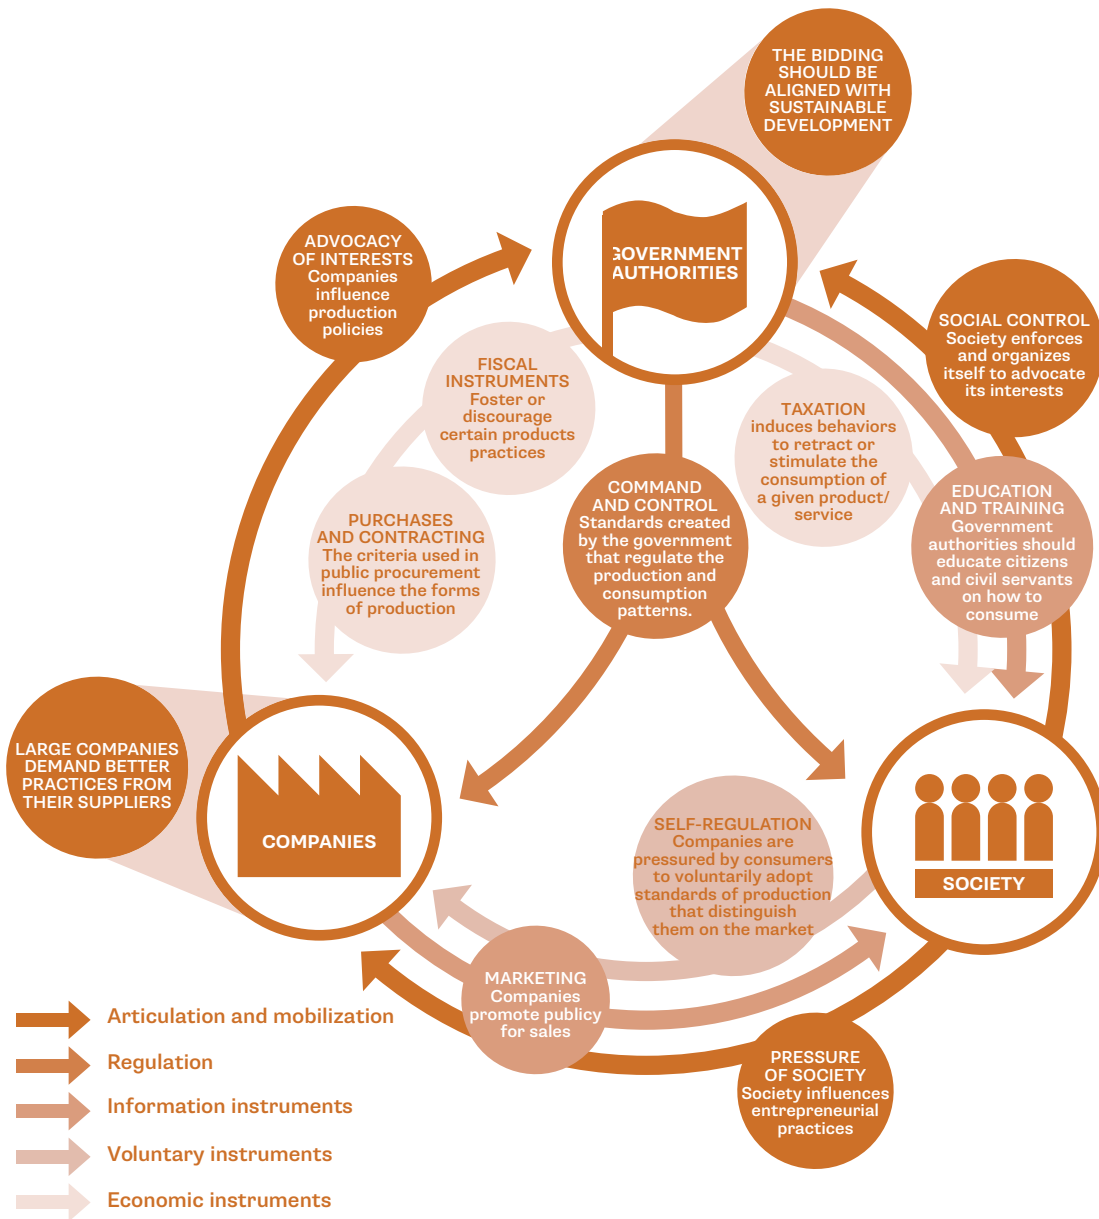 THE BIDDING
SHOULD BE
ALIGNED WITH
SUSTAINABLE
DEVELOPMENT
GOVERNMENT
AUTHORITIES
ADVOCACY
OF INTERESTS
Companies
influence
production
policies
SOCIAL CONTROL
Society enforces
and organizes
itself to advocate
its interests
FISCAL
INSTRUMENTS
Foster or
discourage
certain products
practices
TAXATION
induces behaviors
to retract or
stimulate the
consumption of
a given product/
service
COMMAND
AND CONTROL
Standards created
by the government
that regulate the
production and
consumption
patterns.
EDUCATION
AND TRAINING
Government
authorities should
educate citizens
and civil servants
on how to
consume
PURCHASES
AND CONTRACTING
The criteria used in
public procurement
influence the forms
of production
LARGE COMPANIES
DEMAND BETTER
PRACTICES FROM
THEIR SUPPLIERS
COMPANIES
SELF-REGULATION
Companies are
pressured by consumers
to voluntarily adopt
standards of production
that distinguish
them on the market
SOCIETY
MARKETING
Companies
promote publicy
for sales
PRESSURE
OF SOCIETY
Society influences
entrepreneurial
practices
Articulation and mobilization
Regulation
Information instruments
Voluntary instruments
Economic instruments